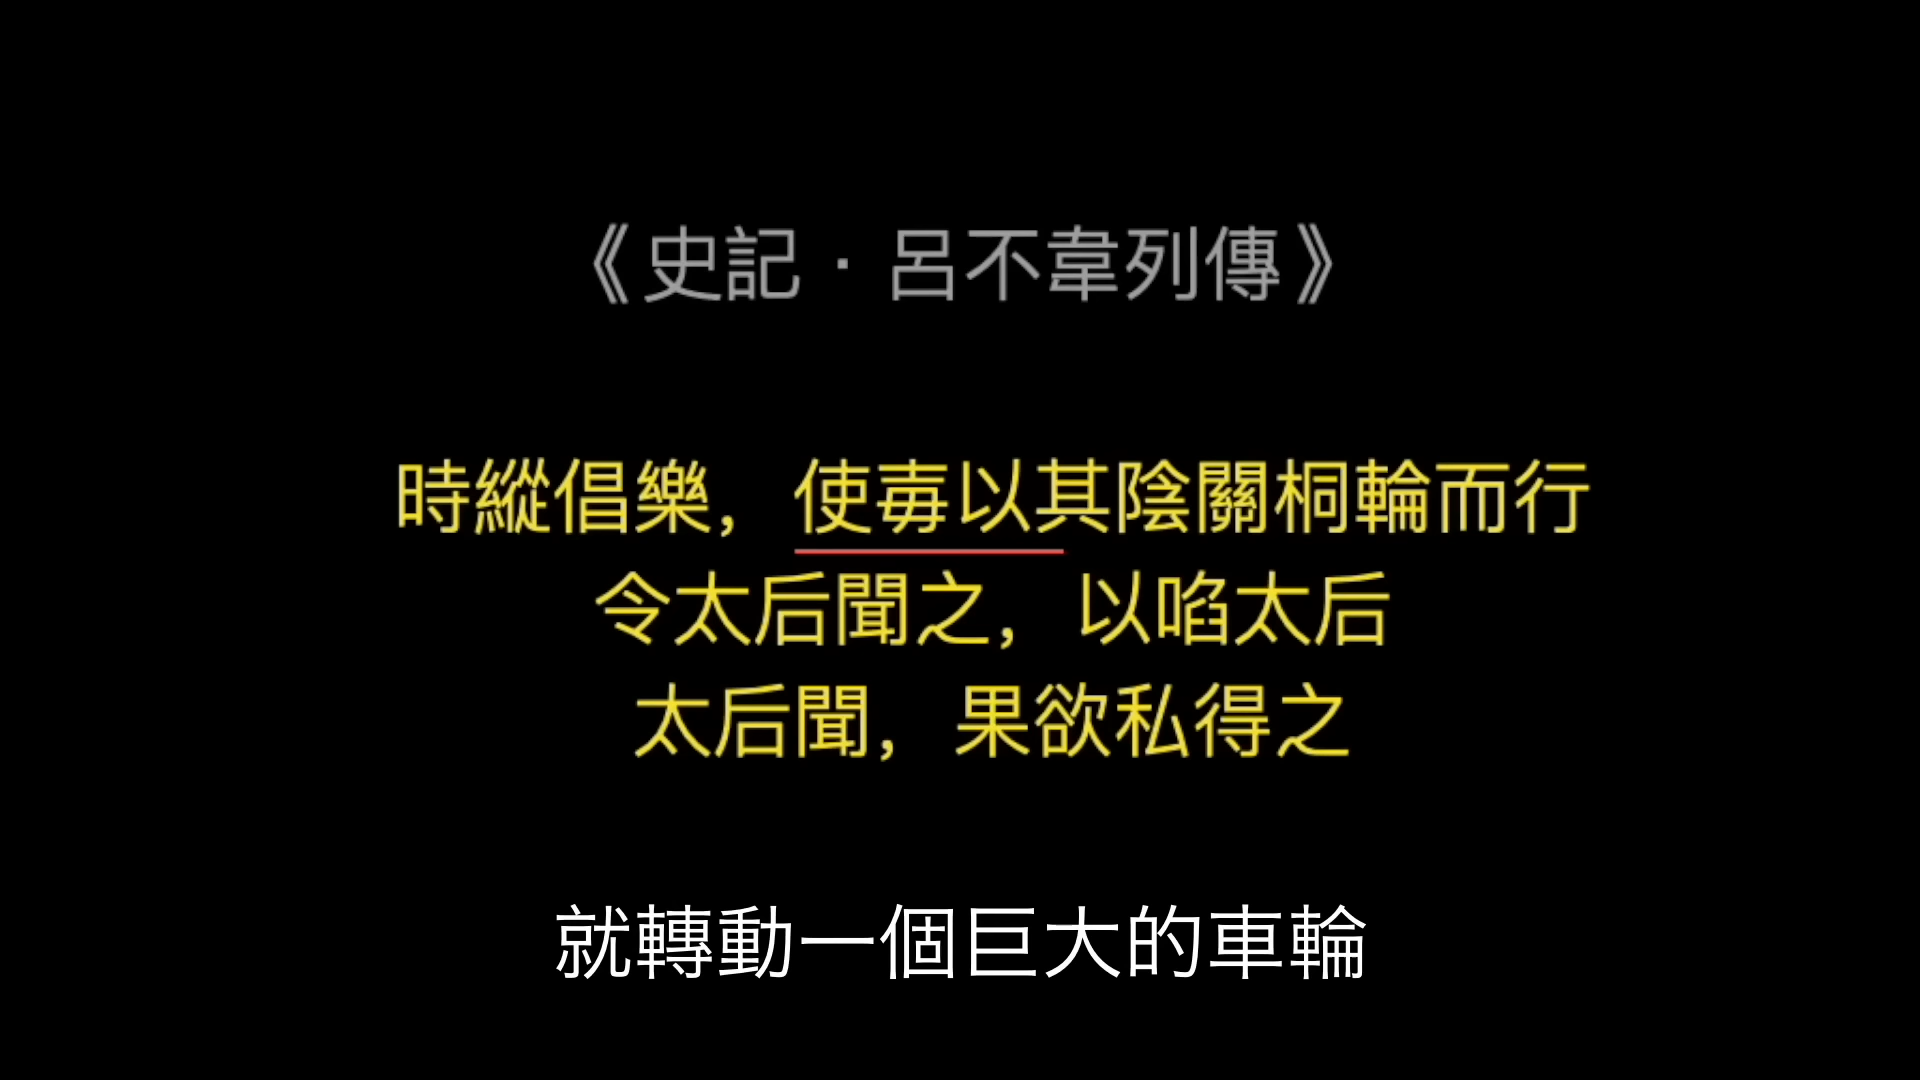 《史記·呂不韋列傳》
時縱倡樂，使毐以其陰關桐輪而行
令太后聞之，以啗太后
太后聞，果欲私得之
就轉動一個巨大的車輪